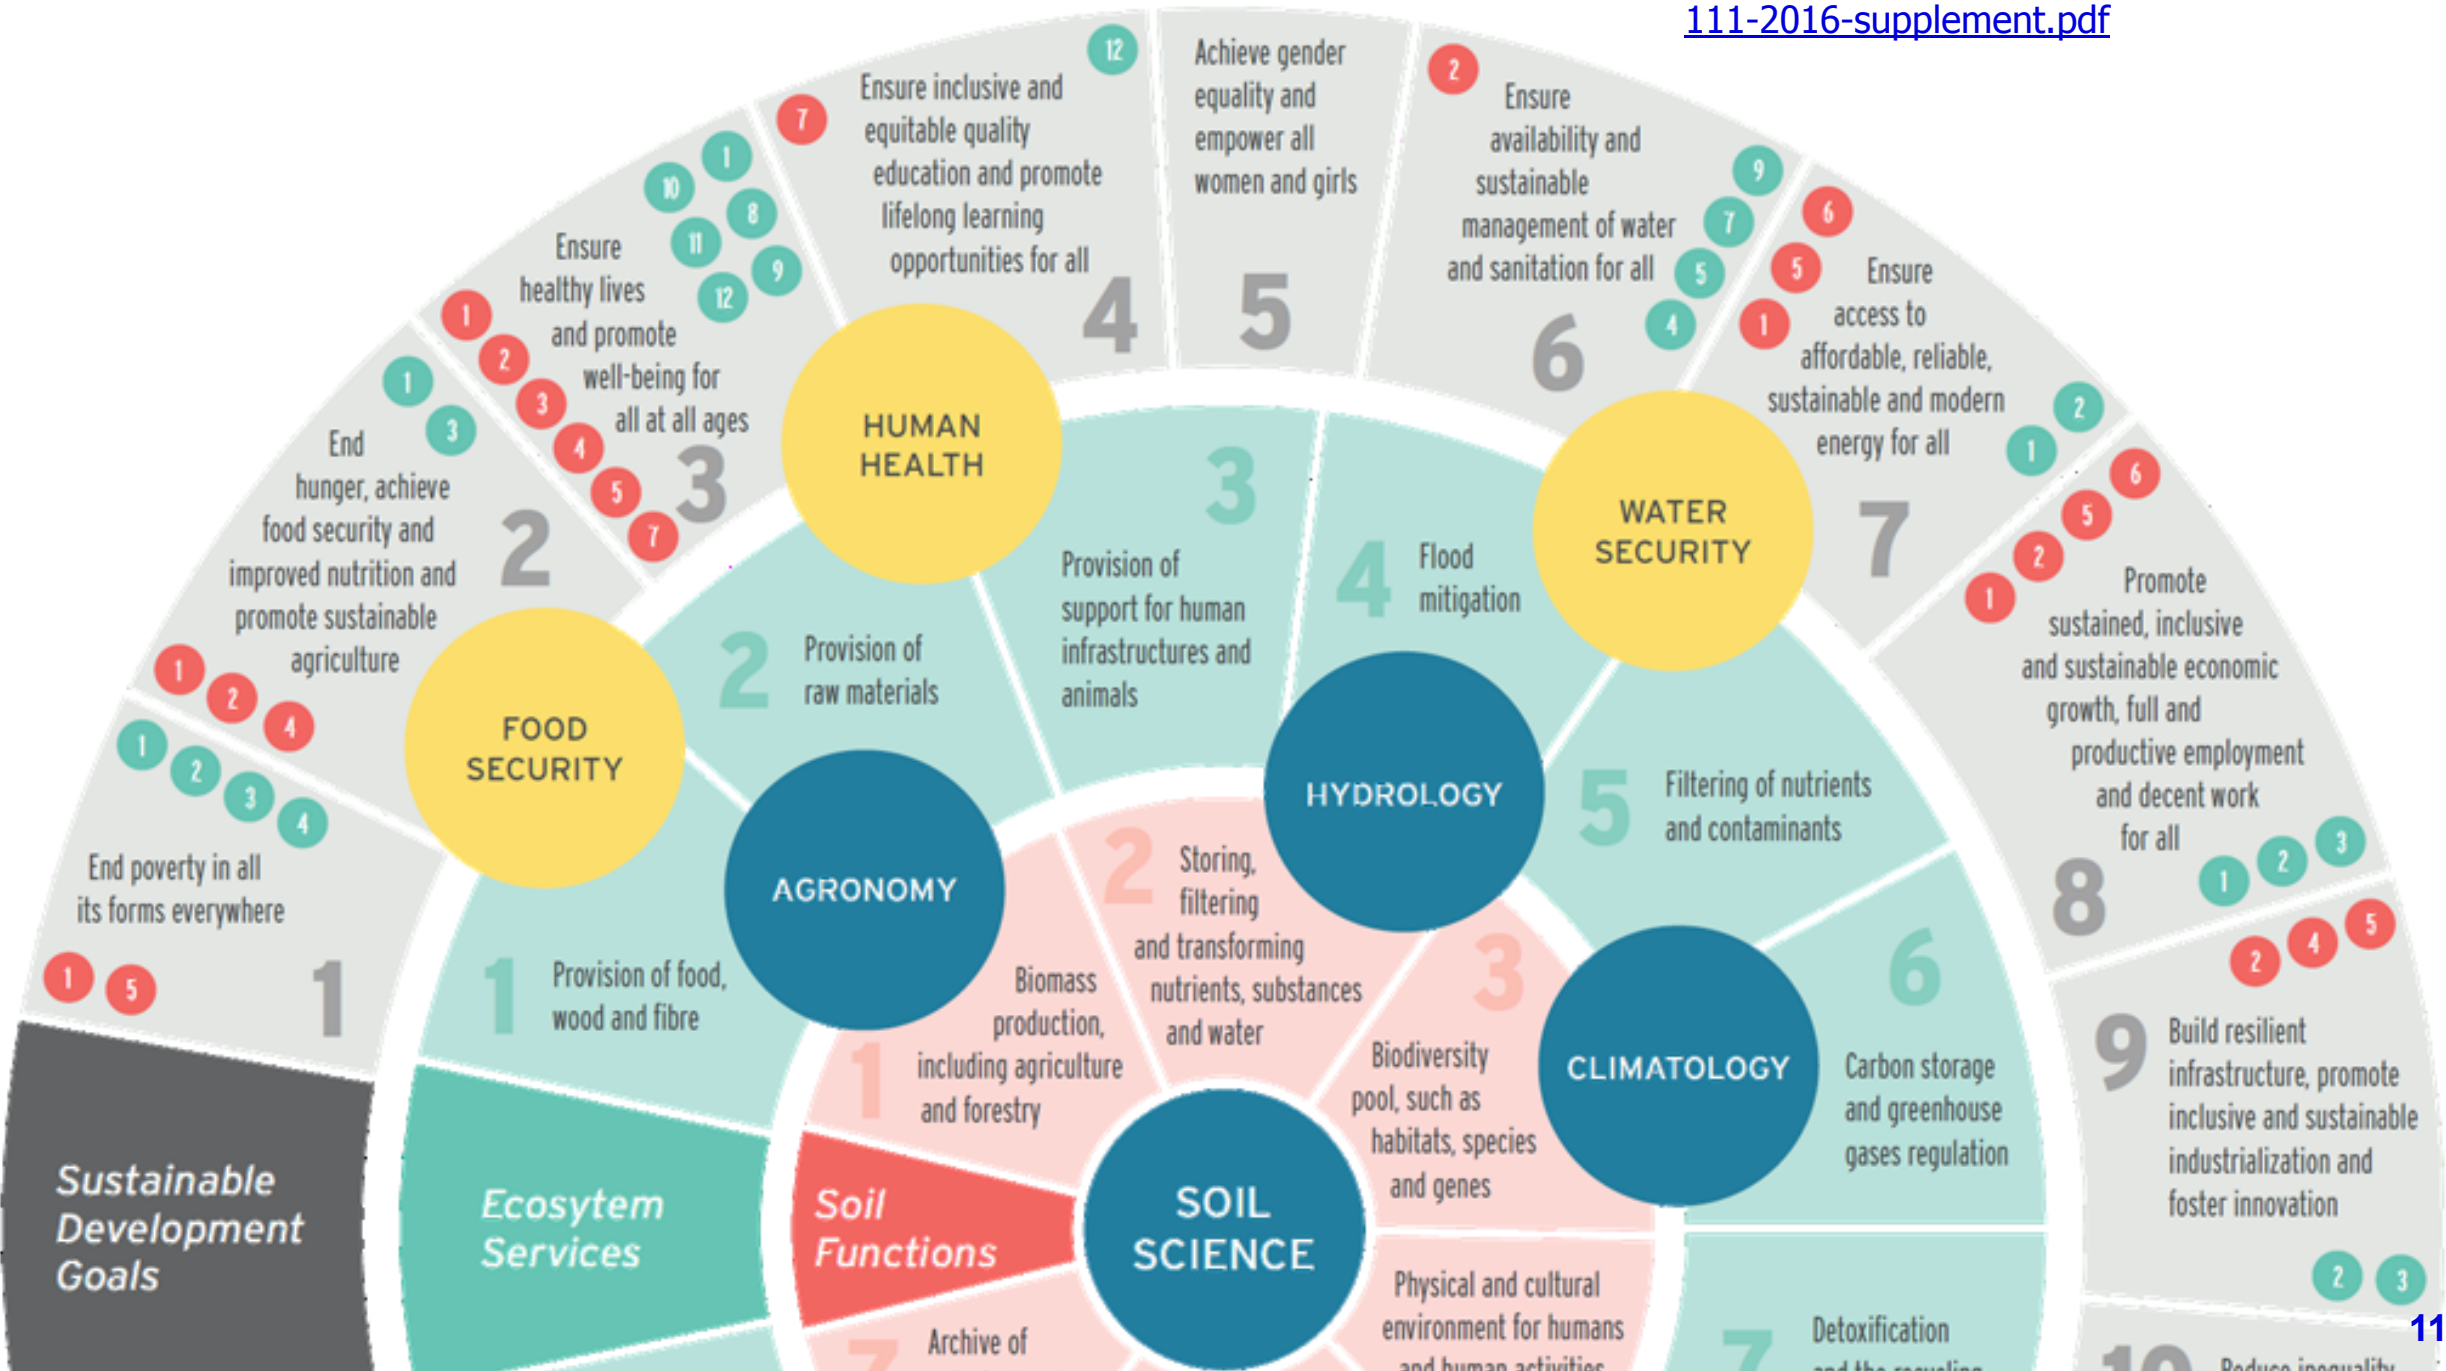 111-2016-supplement.pdf
1
5
End poverty in all
its forms everywhere
1
2
3
4
1
1
2
4
End
hunger, achieve
food security and
improved nutrition and
promote sustainable
agriculture
1
3
2
1
2
3
4
5
7
Ensure
healthy lives
and promote
well-being for
all at all ages
1
10
8
11
9
12
3
7
Ensure inclusive and
equitable quality
education and promote
lifelong learning
opportunities for all
12
4
Achieve gender
equality and
empower all
women and girls
5
2
Ensure
availability and
sustainable
management of water
and sanitation for all
9
7
5
4
6
6
5
1
Ensure
access to
affordable, reliable,
sustainable and modern
energy for all
2
1
7
6
5
2
1
Promote
sustained, inclusive
and sustainable economic
growth, full and
productive employment
and decent work
for all
1
2
3
8
2
4
5
9
Build resilient
infrastructure, promote
inclusive and sustainable
industrialization and
foster innovation
2
3
11
10
Reduce inequality
HUMAN
HEALTH
WATER
SECURITY
FOOD
SECURITY
1
Provision of food,
wood and fibre
2
Provision of
raw materials
3
Provision of
support for human
infrastructures and
animals
4
Flood
mitigation
5
Filtering of nutrients
and contaminants
6
Carbon storage
and greenhouse
gases regulation
7
Detoxification
and the recycling
AGRONOMY
HYDROLOGY
CLIMATOLOGY
1
Biomass
production,
including agriculture
and forestry
2
Storing,
filtering
and transforming
nutrients, substances
and water
3
Biodiversity
pool, such as
habitats, species
and genes
Physical and cultural
environment for humans
and human activities
7
Archive of
SOIL
SCIENCE
Sustainable
Development
Goals
Ecosytem
Services
Soil
Functions